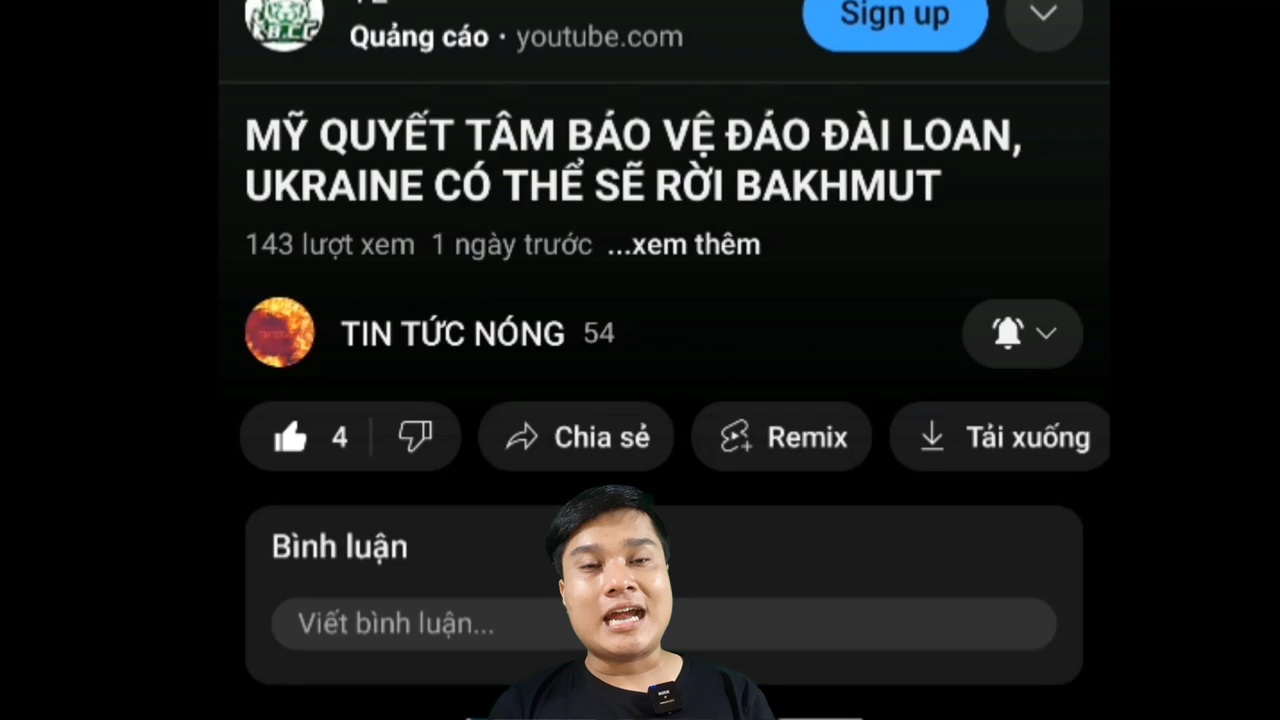 Quảng cáo · youtube.com
Sign up
MỸ QUYẾT TÂM BẢO VỆ ĐẢO ĐÀI LOAN,
UKRAINE CÓ THỂ SẼ RỜI BAKHMUT
143 lượt xem 1 ngày trước ...xem thêm
TIN TỨC NÓNG 54
4
Chia sẻ
Remix
Tải xuống
Bình luận
Viết bình luận...